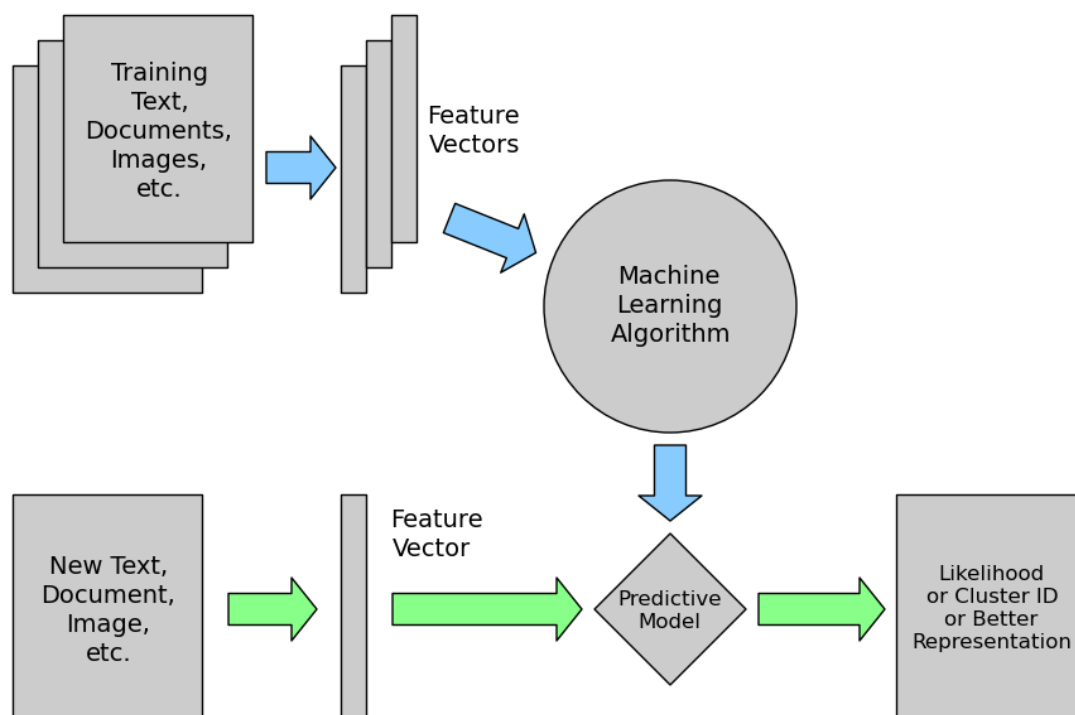 Training
Text,
Documents,
Images,
etc.
Feature
Vectors
Machine
Learning
Algorithm
New Text,
Document,
Image,
etc.
Feature
Vector
Predictive
Model
Likelihood
or Cluster ID
or Better
Representation